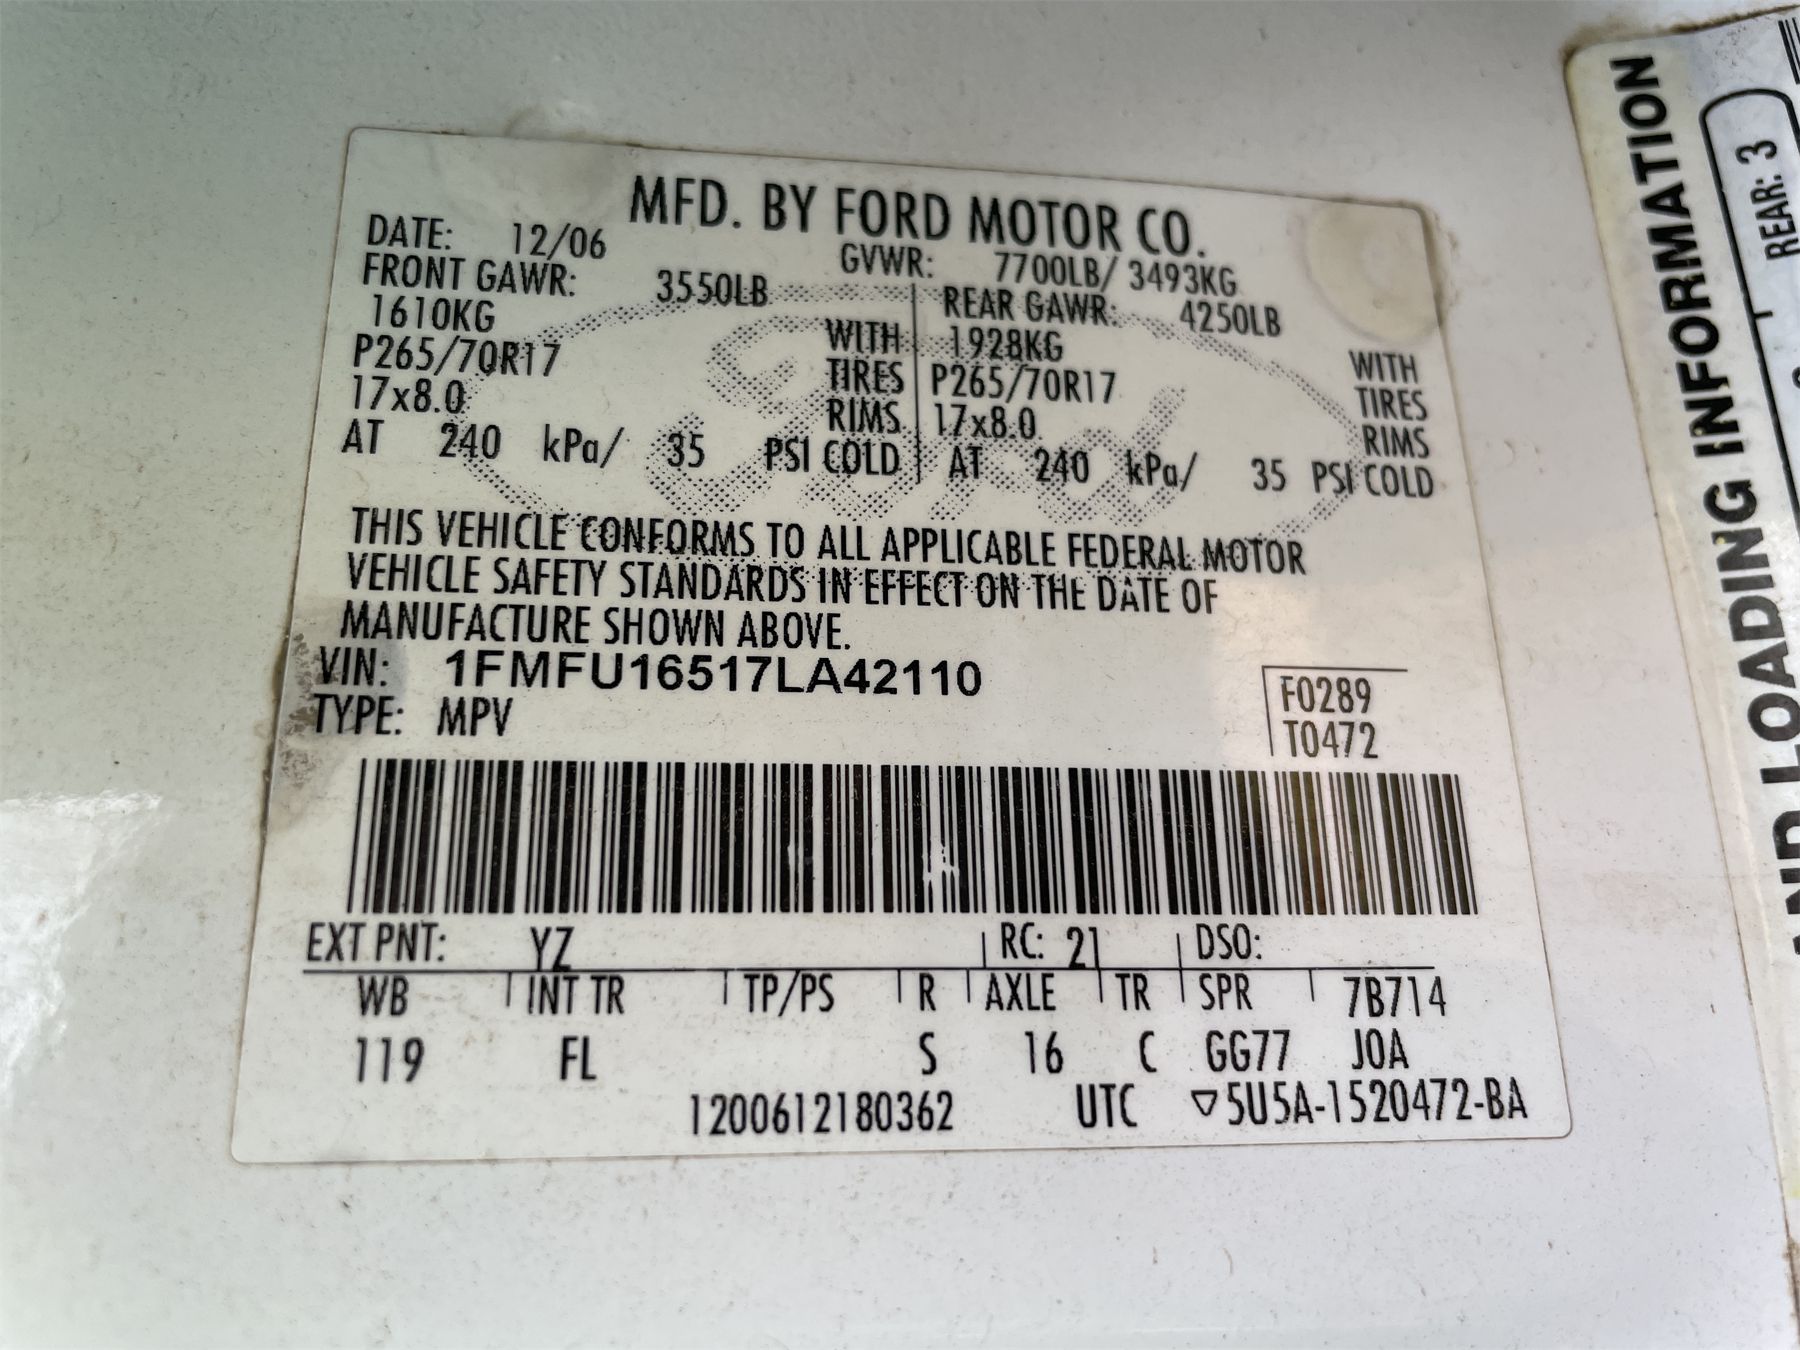 MFD. BY FORD MOTOR CO.
DATE: 12/06 GVWR: 7700LB/ 3493KG
FRONT GAWR: 3550LB REAR GAWR: 4250LB
1610KG WITH 1928KG WITH
P265/70R17 TIRES P265/70R17 TIRES
17x8.0 RIMS 17x8.0 RIMS
AT 240 kPa/ 35 PSI COLD AT 240 kPa/ 35 PSI COLD
Ford
THIS VEHICLE CONFORMS TO ALL APPLICABLE FEDERAL MOTOR
VEHICLE SAFETY STANDARDS IN EFFECT ON THE DATE OF
MANUFACTURE SHOWN ABOVE.
VIN: 1FMFU16517LA42110
TYPE: MPV
F0289
T0472
EXT PNT: YZ RC: 21 DSO:
WB INT TR TP/PS R AXLE TR SPR 7B714
119 FL S 16 C GG77 J0A
1200612180362 UTC ▽5U5A-1520472-BA
AND LOADING INFORMATION
REAR: 3